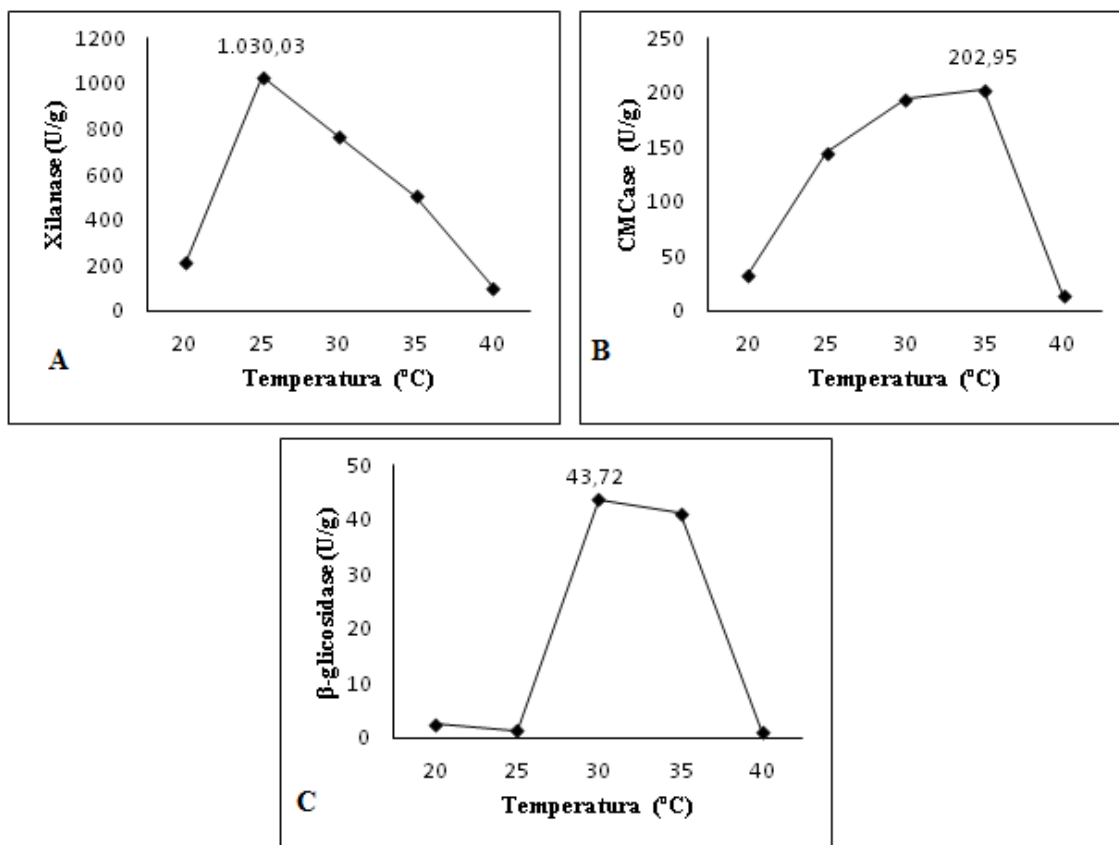 1200
1000
800
600
400
200
0
1.030,03
Xilanase (U/g)
20 25 30 35 40
Temperatura (ºC)
A
250
200
150
100
50
0
202,95
CMCase (U/g)
20 25 30 35 40
Temperatura (ºC)
B
50
40
30
20
10
0
43,72
β-glicosidase (U/g)
20 25 30 35 40
Temperatura (ºC)
C